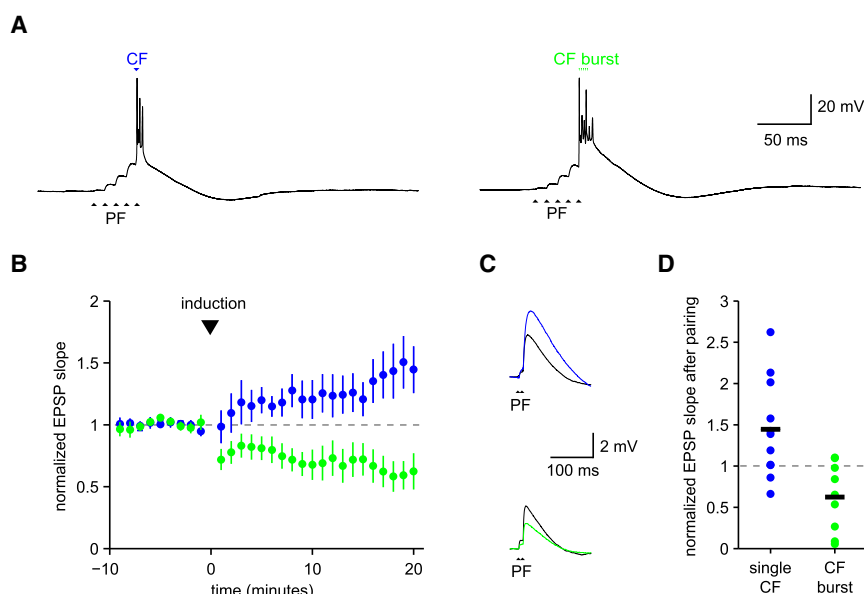 A
CF
CF burst
20 mV
50 ms
PF
PF
B
C
D
induction
normalized EPSP slope
2
1.5
1
0.5
0
−10
0
10
20
time (minutes)
PF
2 mV
100 ms
PF
normalized EPSP slope after pairing
3
2.5
2
1.5
1
0.5
0
single
CF
CF
burst